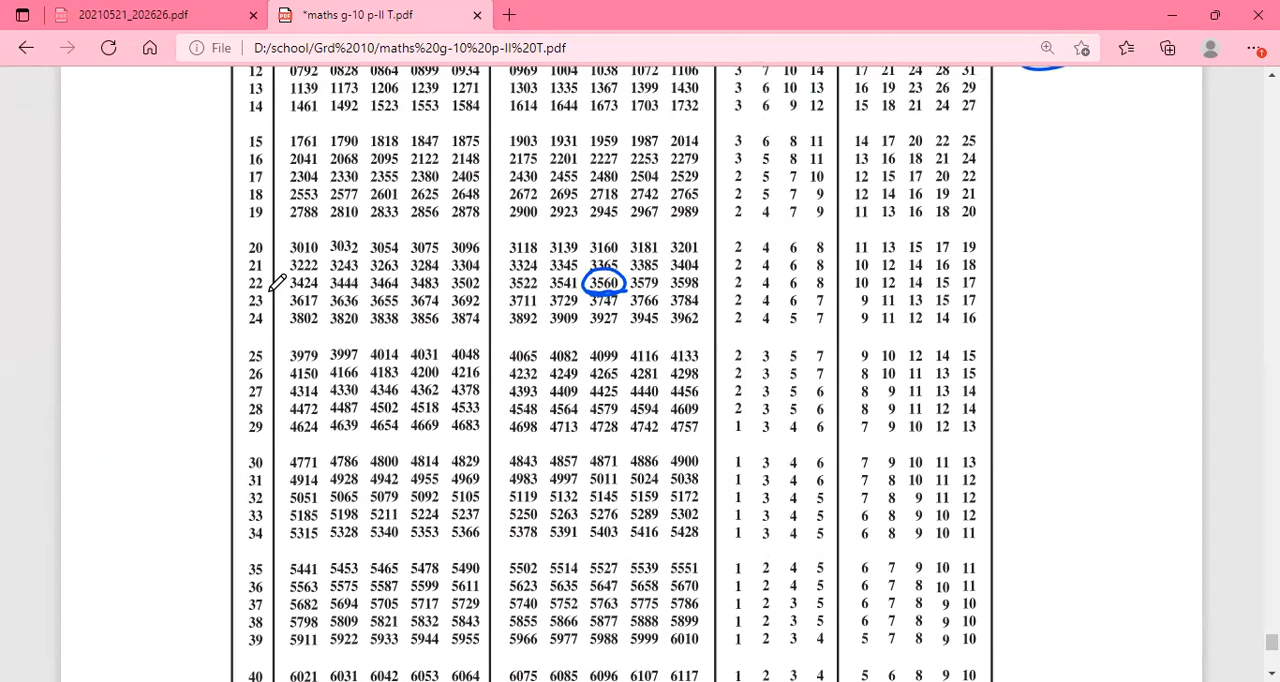 20210521_202626.pdf
*maths g-10 p-II T.pdf
File D:/school/Grd%2010/maths%20g-10%20p-II%20T.pdf
12 0792 0828 0864 0899 0934 0969 1004 1038 1072 1106 3 7 10 14 17 21 24 28 31
13 1139 1173 1206 1239 1271 1303 1335 1367 1399 1430 3 6 10 13 16 19 23 26 29
14 1461 1492 1523 1553 1584 1614 1644 1673 1703 1732 3 6 9 12 15 18 21 24 27
15 1761 1790 1818 1847 1875 1903 1931 1959 1987 2014 3 6 8 11 14 17 20 22 25
16 2041 2068 2095 2122 2148 2175 2201 2227 2253 2279 3 5 8 11 13 16 18 21 24
17 2304 2330 2355 2380 2405 2430 2455 2480 2504 2529 2 5 7 10 12 15 17 20 22
18 2553 2577 2601 2625 2648 2672 2695 2718 2742 2765 2 5 7 9 12 14 16 19 21
19 2788 2810 2833 2856 2878 2900 2923 2945 2967 2989 2 4 7 9 11 13 16 18 20
20 3010 3032 3054 3075 3096 3118 3139 3160 3181 3201 2 4 6 8 11 13 15 17 19
21 3222 3243 3263 3284 3304 3324 3345 3365 3385 3404 2 4 6 8 10 12 14 16 18
22 3424 3444 3464 3483 3502 3522 3541 3560 3579 3598 2 4 6 8 10 12 14 15 17
23 3617 3636 3655 3674 3692 3711 3729 3747 3766 3784 2 4 6 7 9 11 13 15 17
24 3802 3820 3838 3856 3874 3892 3909 3927 3945 3962 2 4 5 7 9 11 12 14 16
25 3979 3997 4014 4031 4048 4065 4082 4099 4116 4133 2 3 5 7 9 10 12 14 15
26 4150 4166 4183 4200 4216 4232 4249 4265 4281 4298 2 3 5 7 8 10 11 13 15
27 4314 4330 4346 4362 4378 4393 4409 4425 4440 4456 2 3 5 6 8 9 11 13 14
28 4472 4487 4502 4518 4533 4548 4564 4579 4594 4609 2 3 5 6 8 9 11 12 14
29 4624 4639 4654 4669 4683 4698 4713 4728 4742 4757 1 3 4 6 7 9 10 12 13
30 4771 4786 4800 4814 4829 4843 4857 4871 4886 4900 1 3 4 6 7 9 10 11 13
31 4914 4928 4942 4955 4969 4983 4997 5011 5024 5038 1 3 4 6 7 8 10 11 12
32 5051 5065 5079 5092 5105 5119 5132 5145 5159 5172 1 3 4 5 7 8 9 11 12
33 5185 5198 5211 5224 5237 5250 5263 5276 5289 5302 1 3 4 5 6 8 9 10 12
34 5315 5328 5340 5353 5366 5378 5391 5403 5416 5428 1 3 4 5 6 8 9 10 11
35 5441 5453 5465 5478 5490 5502 5514 5527 5539 5551 1 2 4 5 6 7 9 10 11
36 5563 5575 5587 5599 5611 5623 5635 5647 5658 5670 1 2 4 5 6 7 8 10 11
37 5682 5694 5705 5717 5729 5740 5752 5763 5775 5786 1 2 3 5 6 7 8 9 10
38 5798 5809 5821 5832 5843 5855 5866 5877 5888 5899 1 2 3 5 6 7 8 9 10
39 5911 5922 5933 5944 5955 5966 5977 5988 5999 6010 1 2 3 4 5 7 8 9 10
40 6021 6031 6042 6053 6064 6075 6085 6096 6107 6117 1 2 3 4 5 6 8 9 10